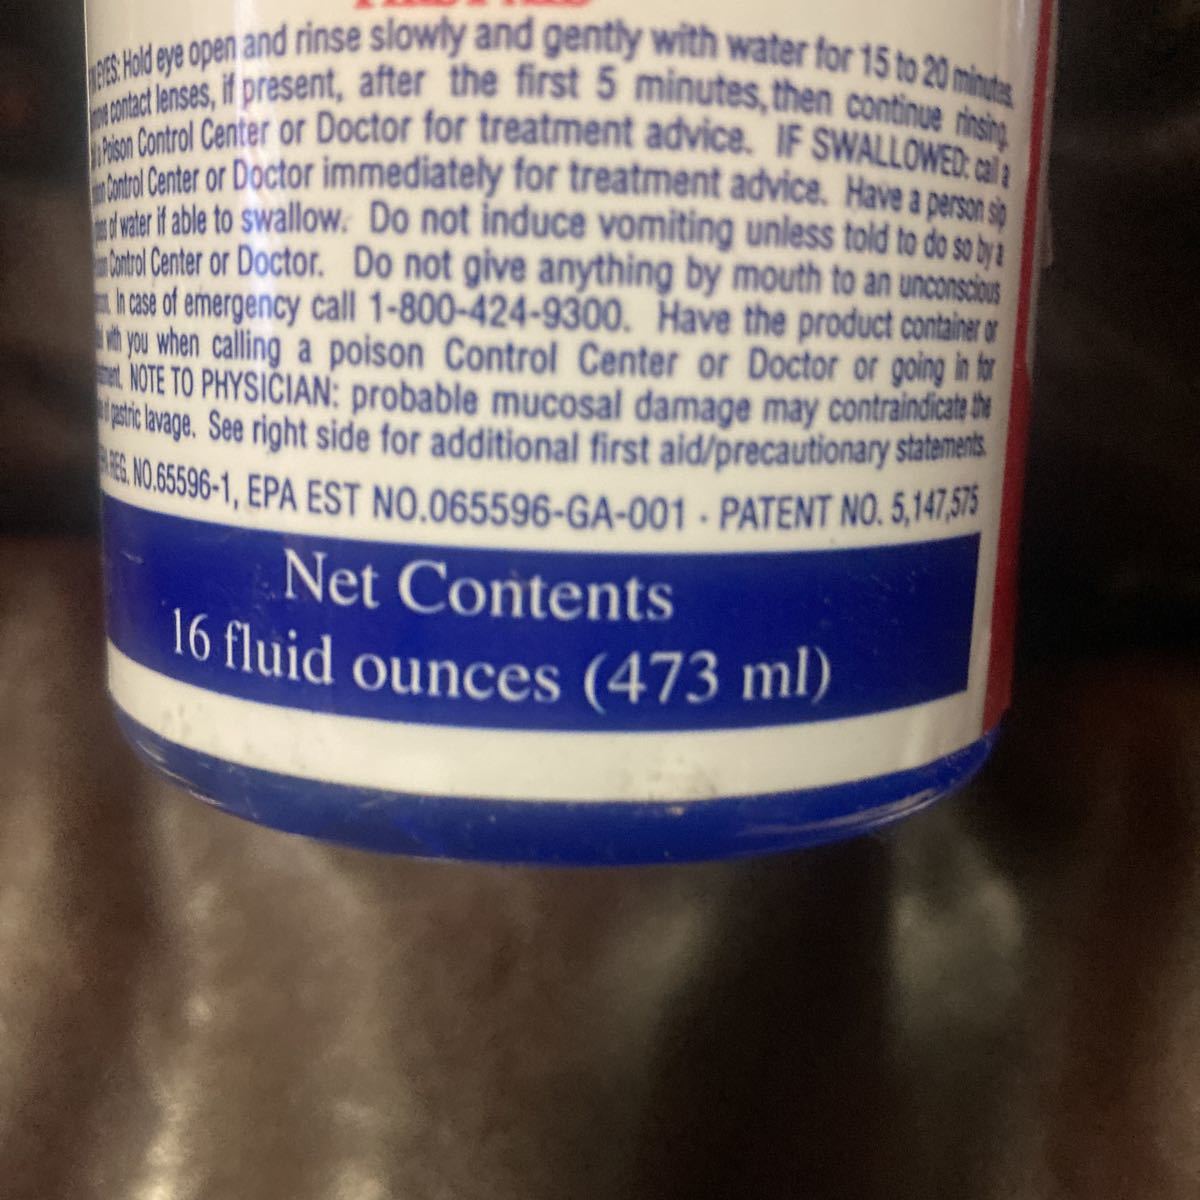 FIRST AID
EYES: Hold eye open and rinse slowly and gently with water for 15 to 20 minutes.
contact lenses, if present, after the first 5 minutes, then continue rinsing.
Poison Control Center or Doctor for treatment advice. IF SWALLOWED: call a
Control Center or Doctor immediately for treatment advice. Have a person sip
of water if able to swallow. Do not induce vomiting unless told to do so by a
Control Center or Doctor. Do not give anything by mouth to an unconscious
In case of emergency call 1-800-424-9300. Have the product container or
with you when calling a poison Control Center or Doctor or going in for
NOTE TO PHYSICIAN: probable mucosal damage may contraindicate the
of gastric lavage. See right side for additional first aid/precautionary statements.
REG. NO.65596-1, EPA EST NO.065596-GA-001 · PATENT NO. 5,147,575
Net Contents
16 fluid ounces (473 ml)